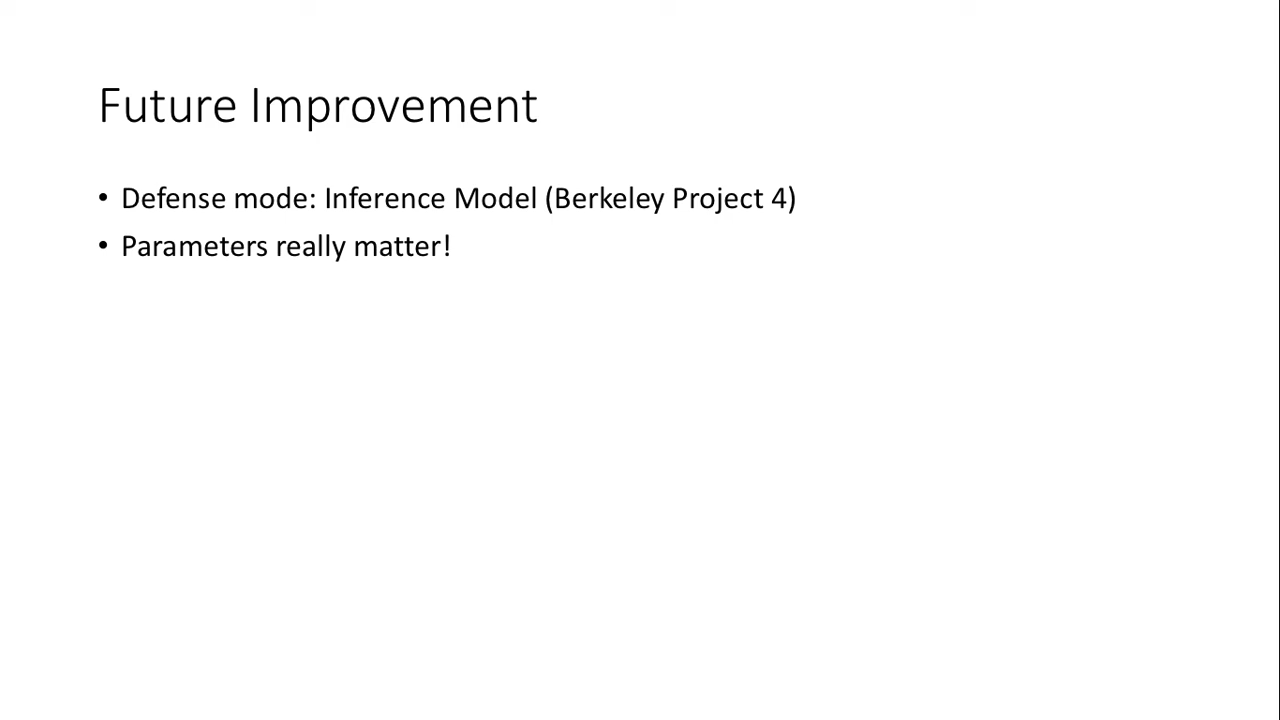 Future Improvement
• Defense mode: Inference Model (Berkeley Project 4)
• Parameters really matter!